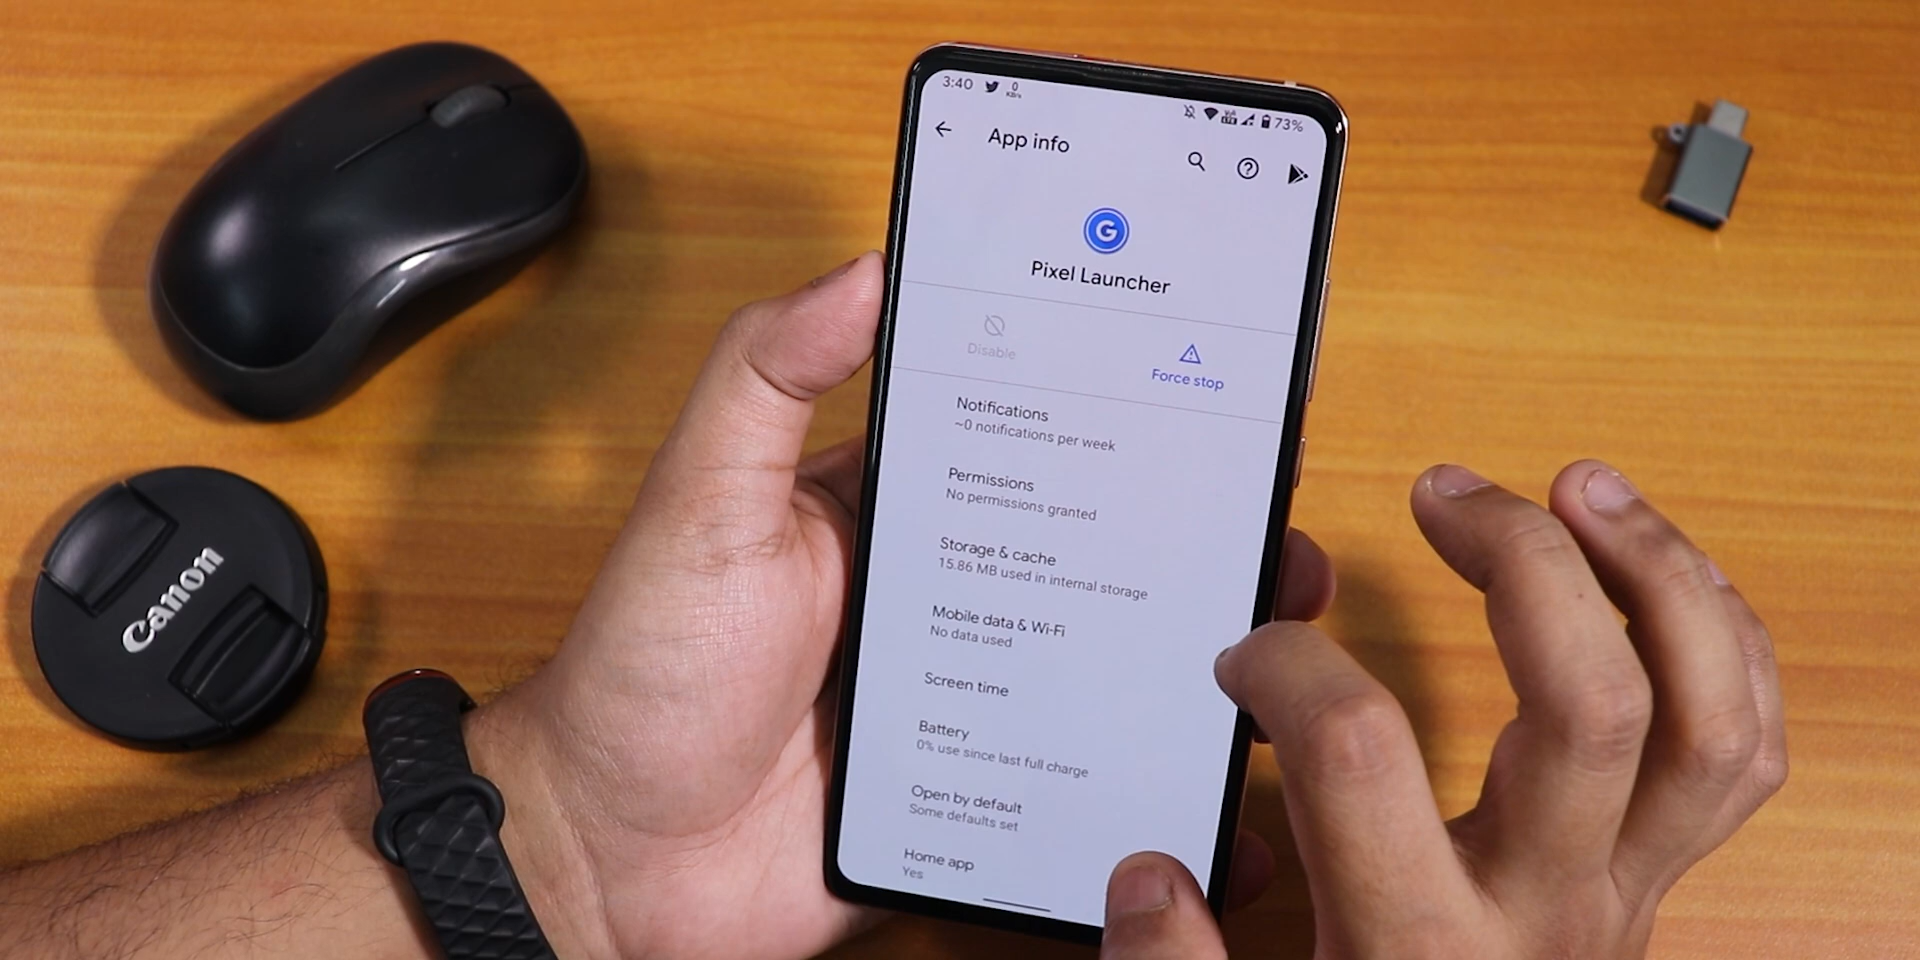 3:40
0
KB/s
73%
App info
G
Pixel Launcher
Disable
Force stop
Notifications
~0 notifications per week
Permissions
No permissions granted
Storage & cache
15.86 MB used in internal storage
Mobile data & Wi-Fi
No data used
Screen time
Battery
0% use since last full charge
Open by default
Some defaults set
Home app
Yes
Canon